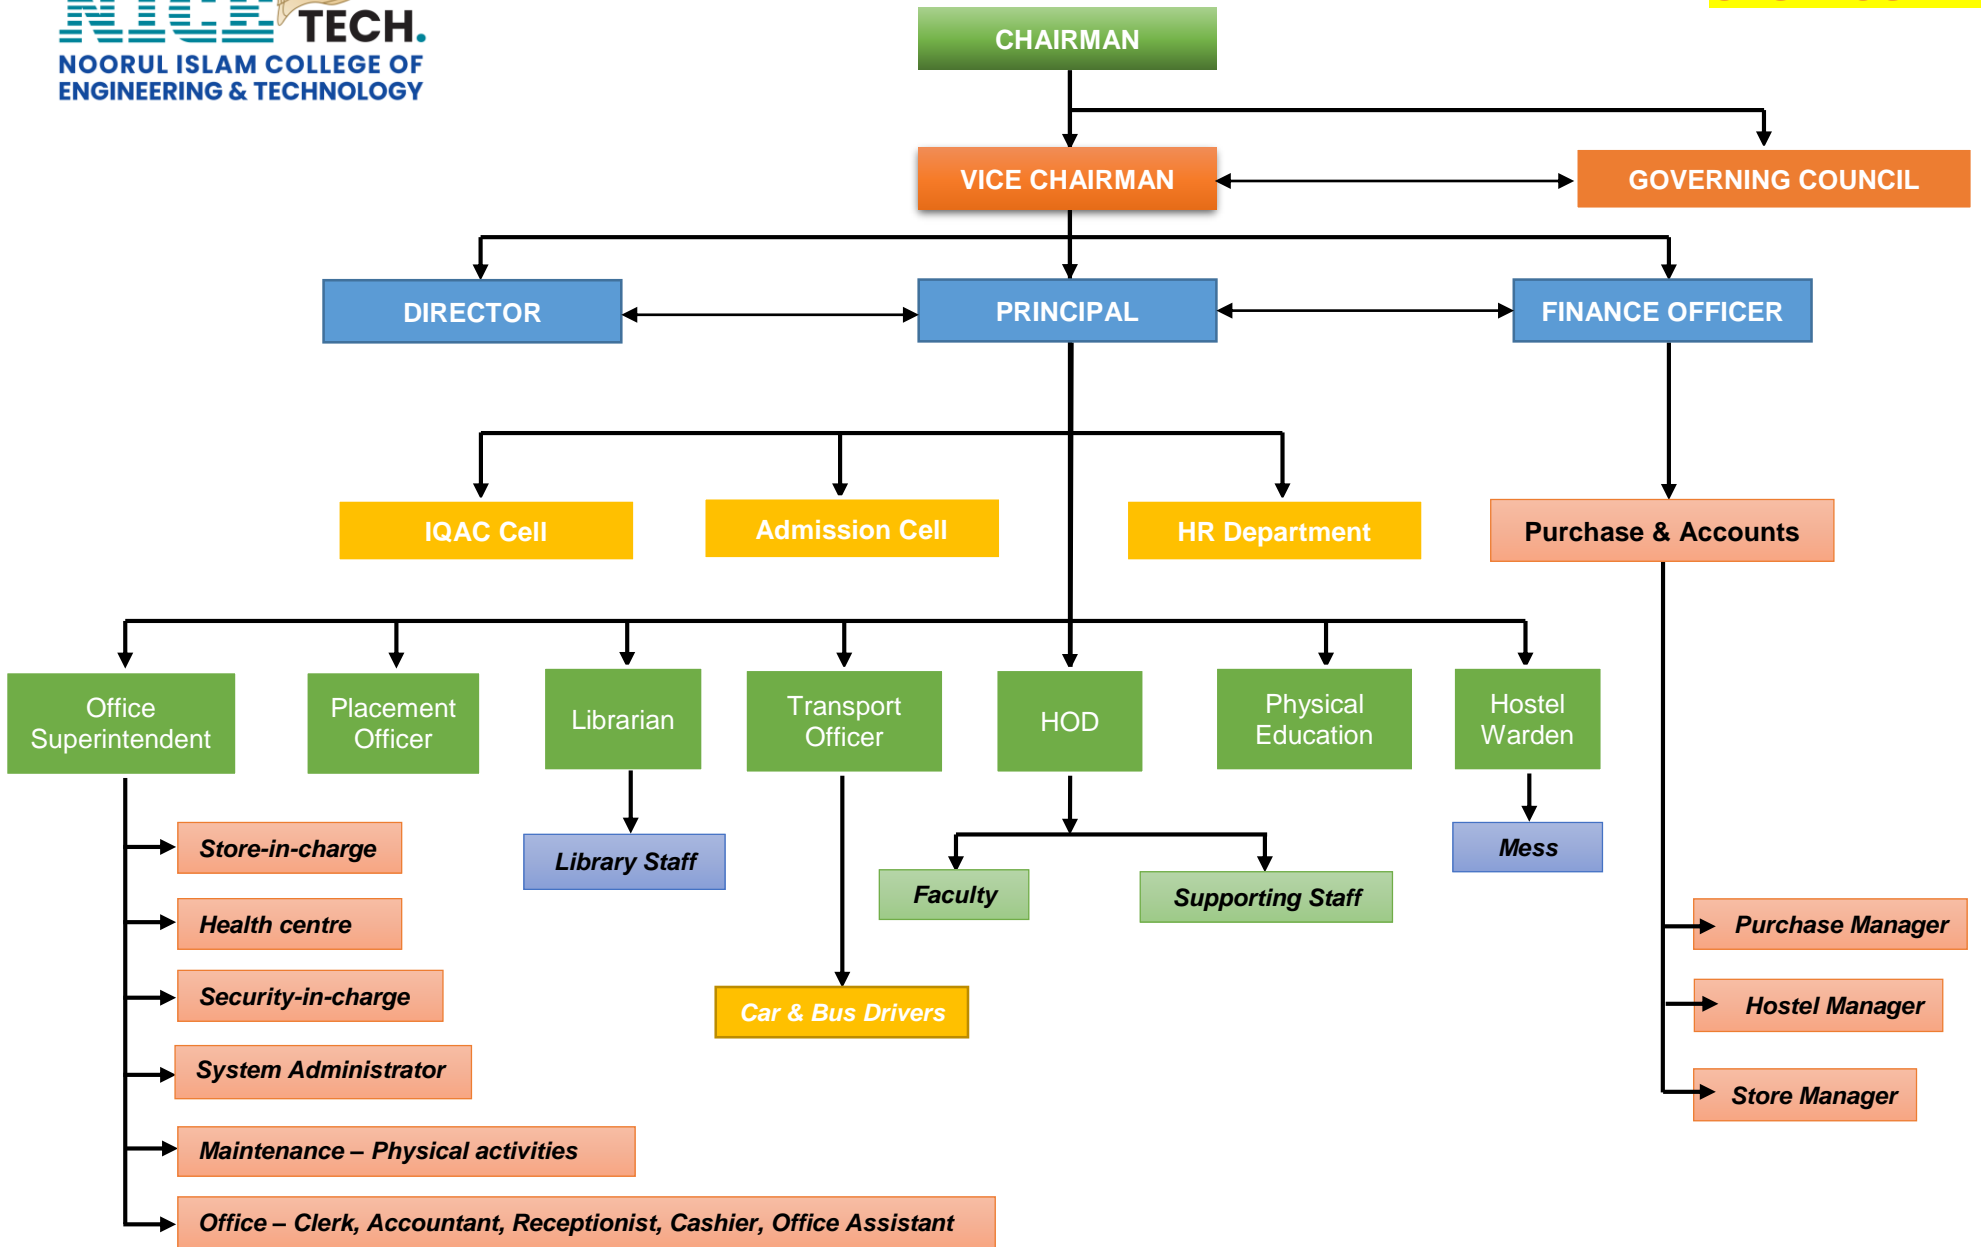 NICE
TECH.
NOORUL ISLAM COLLEGE OF
ENGINEERING & TECHNOLOGY
CHAIRMAN
VICE CHAIRMAN
GOVERNING COUNCIL
DIRECTOR
PRINCIPAL
FINANCE OFFICER
IQAC Cell
Admission Cell
HR Department
Purchase & Accounts
Office
Superintendent
Placement
Officer
Librarian
Transport
Officer
HOD
Physical
Education
Hostel
Warden
Store-in-charge
Health centre
Security-in-charge
System Administrator
Maintenance – Physical activities
Office – Clerk, Accountant, Receptionist, Cashier, Office Assistant
Library Staff
Car & Bus Drivers
Faculty
Supporting Staff
Mess
Purchase Manager
Hostel Manager
Store Manager